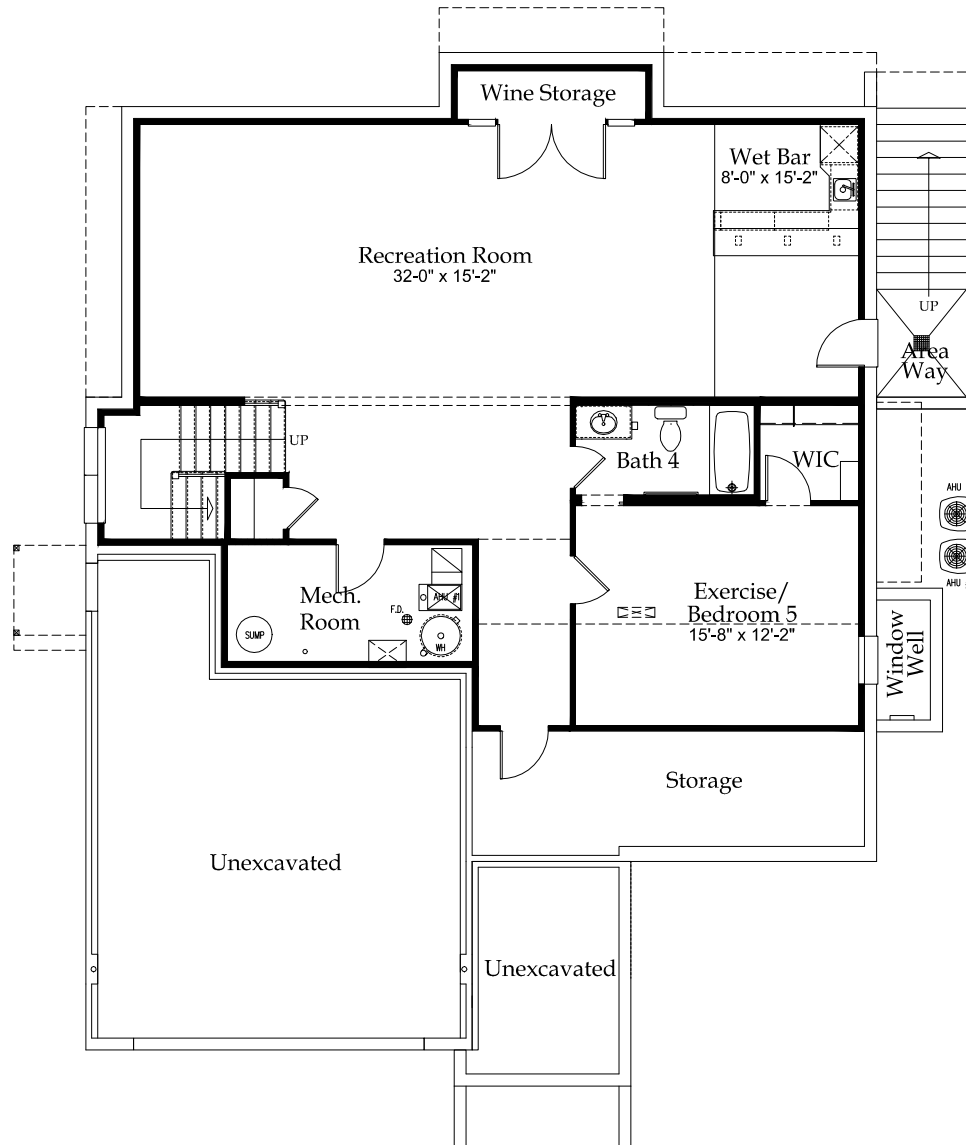 Wine Storage
Wet Bar
8'-0" x 15'-2"
Recreation Room
32-0" x 15'-2"
UP
Area
Way
UP
Bath 4
WIC
AHU
AHU
Mech.
Room
AHU #1
F.D.
SUMP
WH
Exercise/
Bedroom 5
15'-8" x 12'-2"
Window
Well
Storage
Unexcavated
Unexcavated